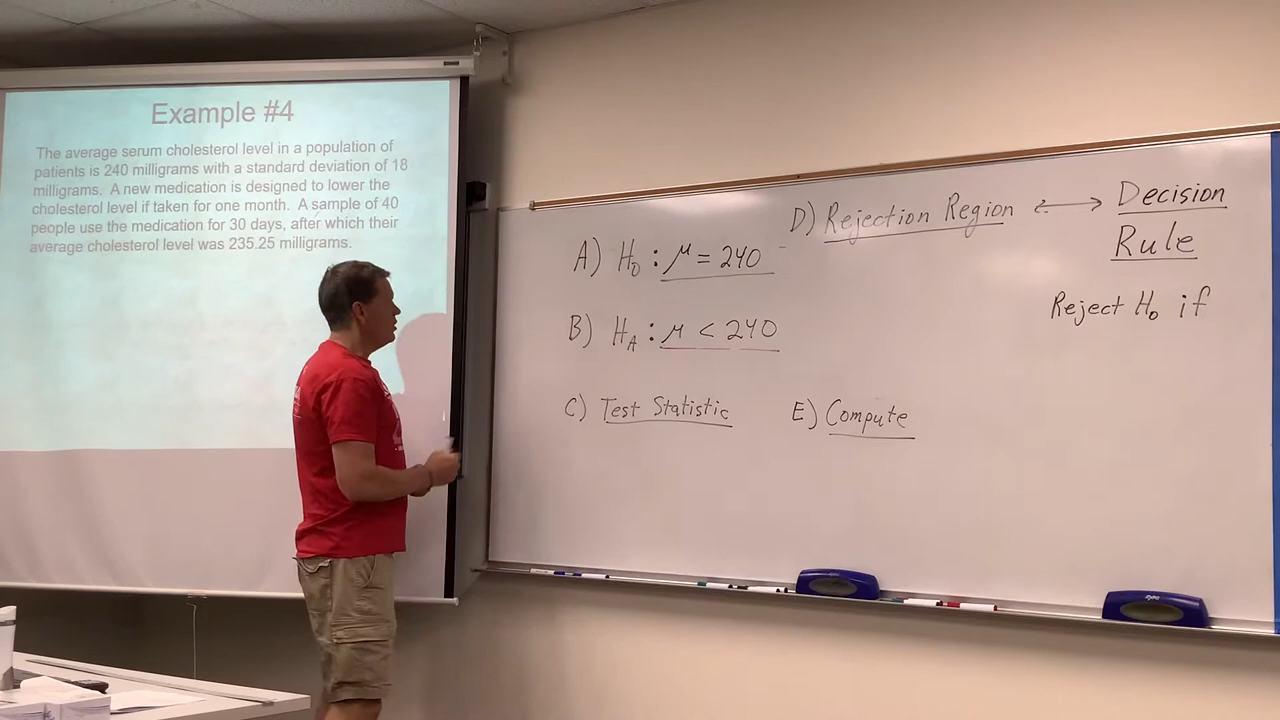 Example #4
The average serum cholesterol level in a population of
patients is 240 milligrams with a standard deviation of 18
milligrams. A new medication is designed to lower the
cholesterol level if taken for one month. A sample of 40
people use the medication for 30 days, after which their
average cholesterol level was 235.25 milligrams.
A) H₀ : μ = 240
B) H_A : μ < 240
C) Test Statistic
D) Rejection Region ⟷ Decision
Rule
Reject H₀ if
E) Compute